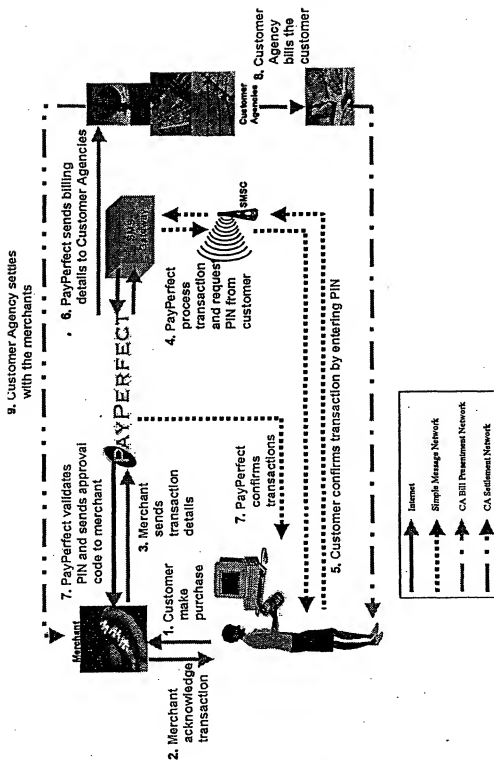 9. Customer Agency settles
with the merchants
6. PayPerfect sends billing
details to Customer Agencies
8. Customer
Agency
bills the
customer
Customer
Agencies
SMSC
4. PayPerfect
process
transaction
and request
PIN from
customer
PAYPERFECT
7. PayPerfect validates
PIN and sends approval
code to merchant
3. Merchant
sends
transaction
details
7. PayPerfect
confirms
transactions
5. Customer confirms transaction by entering PIN
Merchant
1. Customer
make
purchase
2. Merchant
acknowledge
transaction
Internet
Simple Message Network
CA Bill Presentment Network
CA Settlement Network